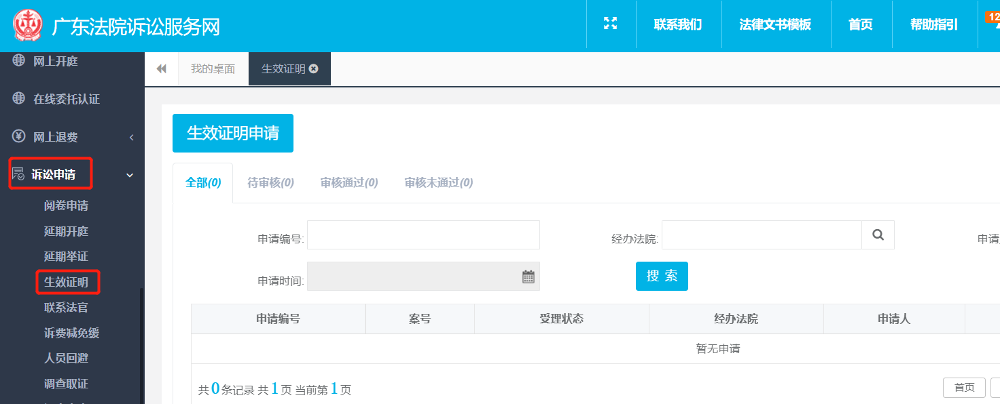 广东法院诉讼服务网
联系我们
法律文书模板
首页
帮助指引
12
网上开庭
在线委托认证
网上退费
诉讼申请
阅卷申请
延期开庭
延期举证
生效证明
联系法官
诉费减免缓
人员回避
调查取证
我的桌面
生效证明
生效证明申请
全部(0)
待审核(0)
审核通过(0)
审核未通过(0)
申请编号:
经办法院:
申请
申请时间:
搜 索
申请编号 案号 受理状态 经办法院 申请人
暂无申请
共0条记录 共1页 当前第1页
首页